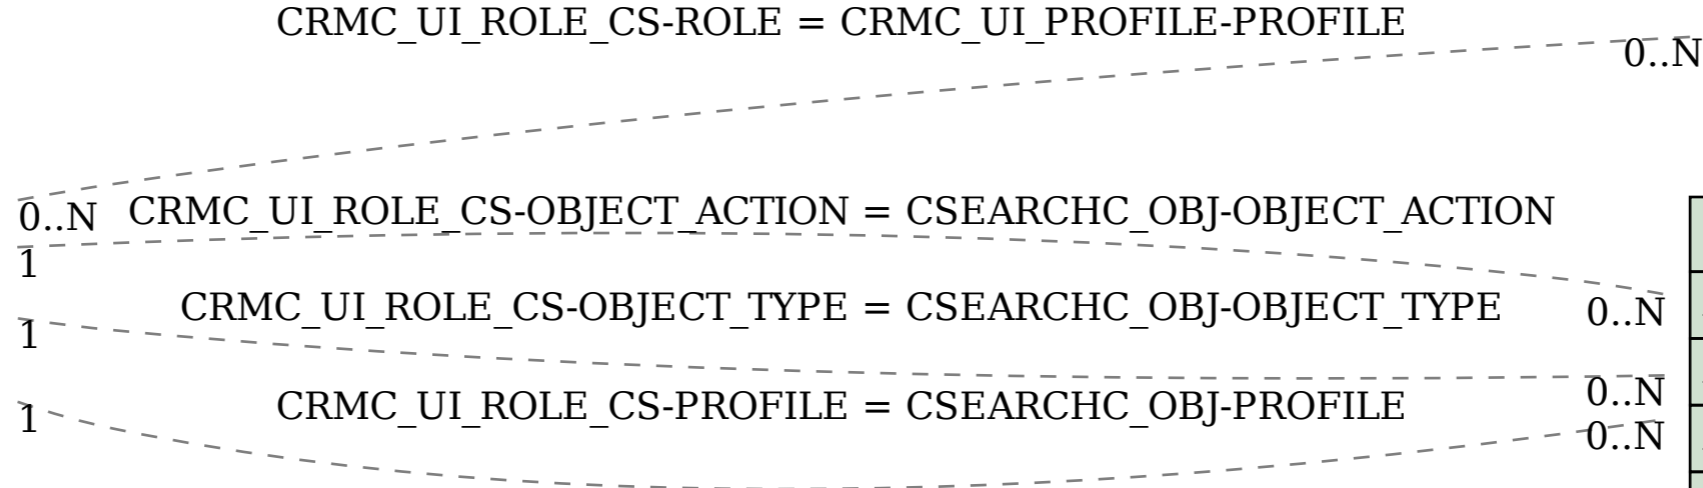 CRMC_UI_ROLE_CS-ROLE = CRMC_UI_PROFILE-PROFILE
0..N
0..N
CRMC_UI_ROLE_CS-OBJECT_ACTION = CSEARCHC_OBJ-OBJECT_ACTION
1
CRMC_UI_ROLE_CS-OBJECT_TYPE = CSEARCHC_OBJ-OBJECT_TYPE
0..N
1
0..N
CRMC_UI_ROLE_CS-PROFILE = CSEARCHC_OBJ-PROFILE
1
0..N